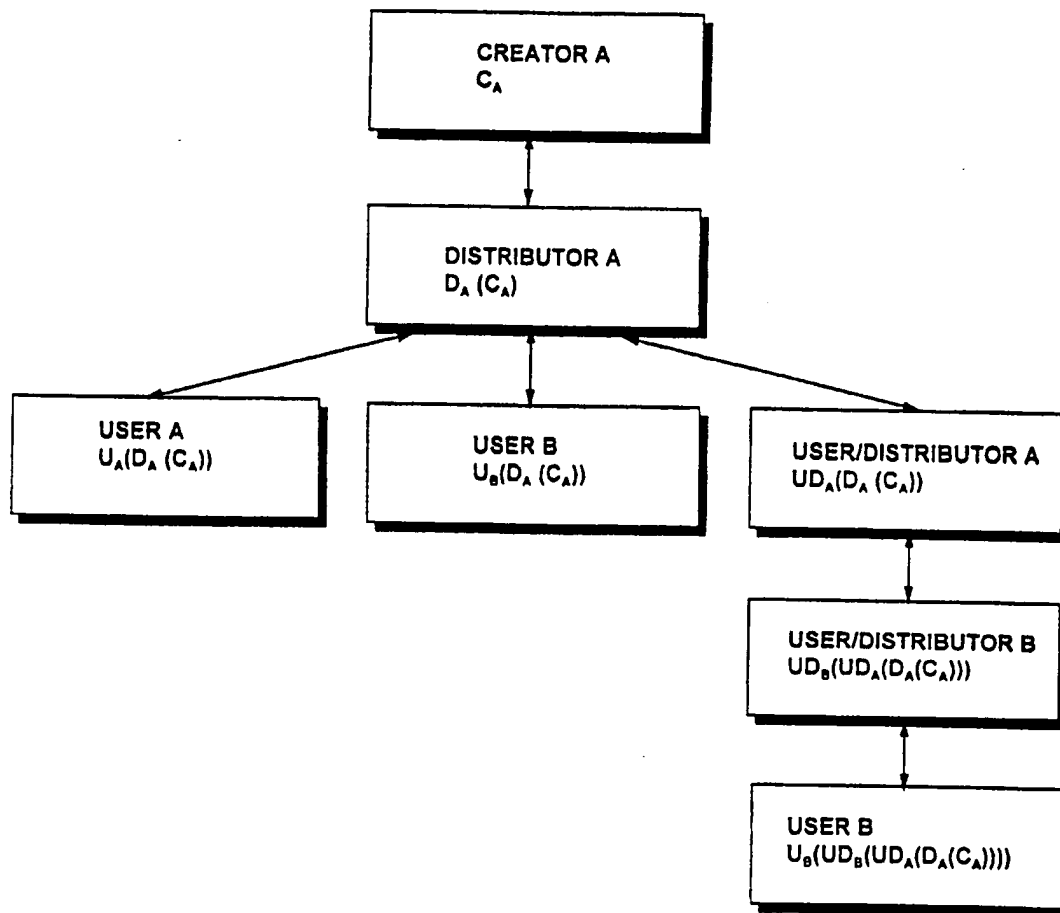 CREATOR A
C_A
DISTRIBUTOR A
D_A (C_A)
USER A
U_A(D_A (C_A))
USER B
U_B(D_A (C_A))
USER/DISTRIBUTOR A
UD_A(D_A (C_A))
USER/DISTRIBUTOR B
UD_B(UD_A(D_A(C_A)))
USER B
U_B(UD_B(UD_A(D_A(C_A))))